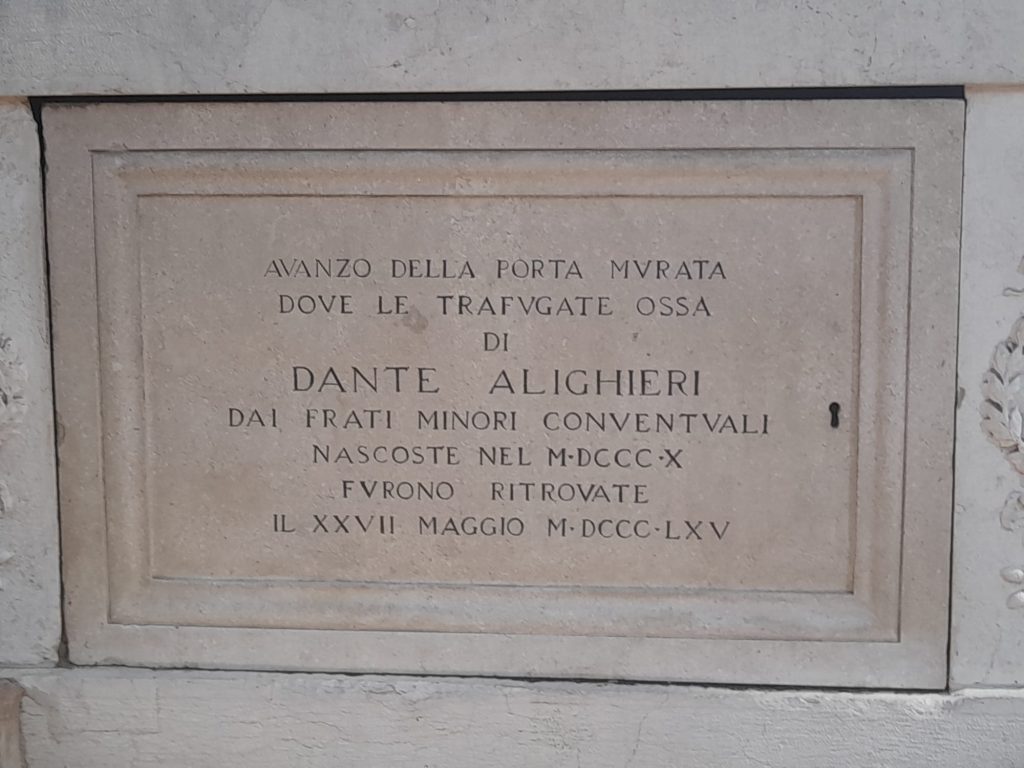 AVANZO DELLA PORTA MVRATA
DOVE LE TRAFVGATE OSSA
DI
DANTE ALIGHIERI
DAI FRATI MINORI CONVENTVALI
NASCOSTE NEL M·DCCC·X
FVRONO RITROVATE
IL XXVII MAGGIO M·DCCC·LXV